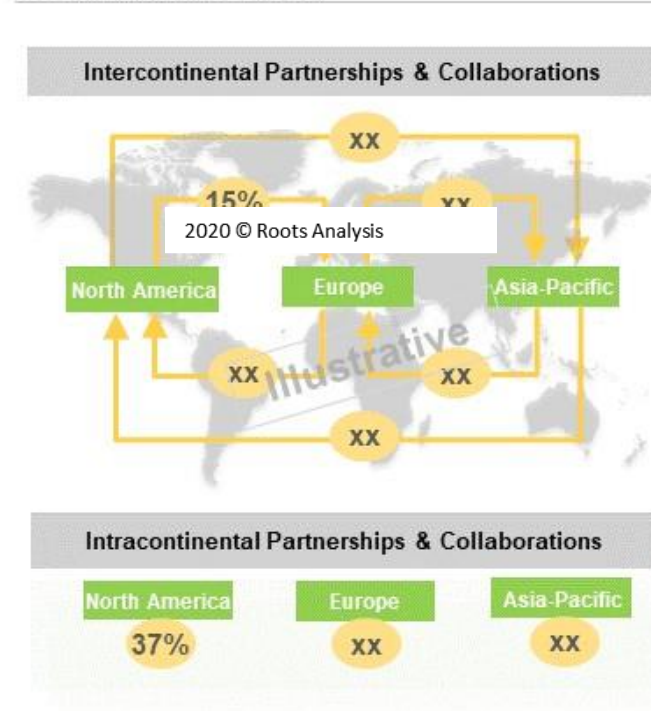 Intercontinental Partnerships & Collaborations
xx
15%
xx
2020 © Roots Analysis
North America
Europe
Asia-Pacific
Illustrative
xx
xx
xx
Intracontinental Partnerships & Collaborations
North America
Europe
Asia-Pacific
37%
xx
xx